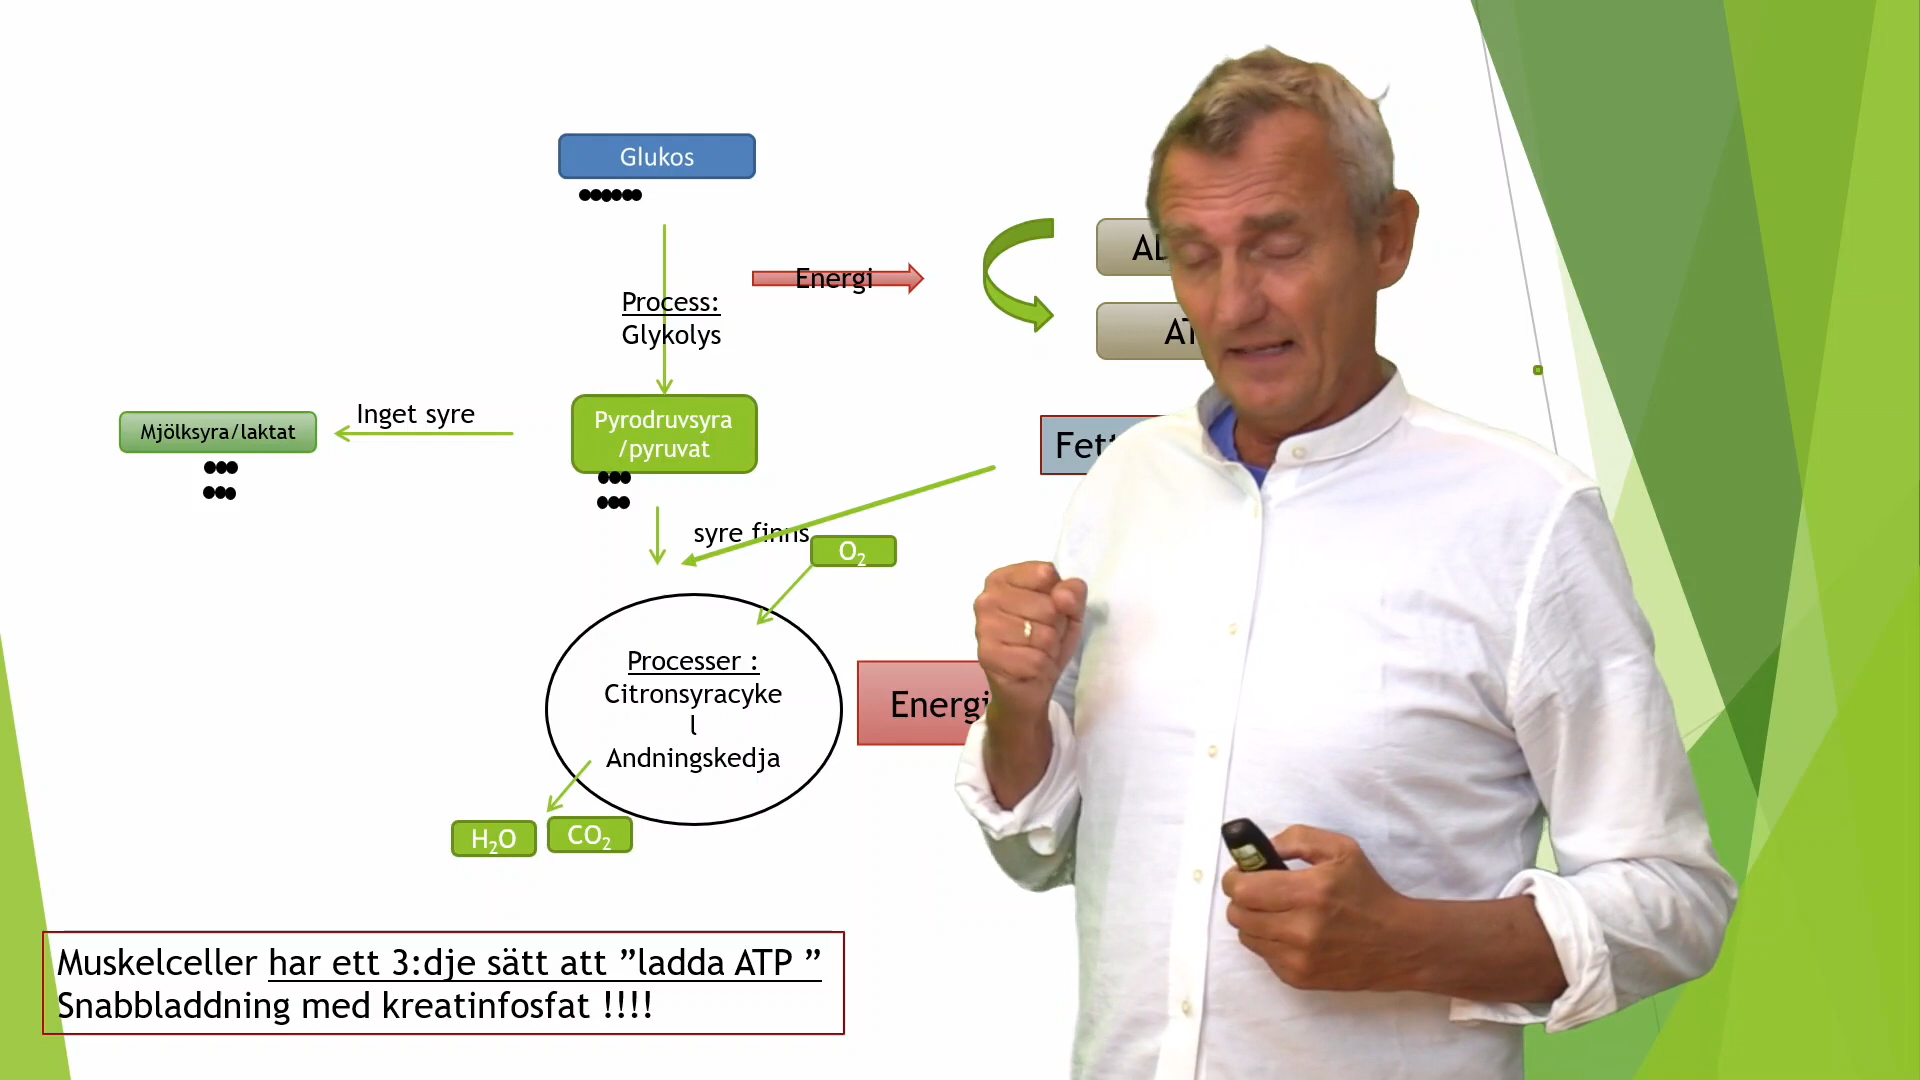 Glukos
Energi
Process:
Glykolys
Inget syre
Mjölksyra/laktat
Pyrodruvsyra
/pyruvat
syre finns
O₂
Processer :
Citronsyracyke
l
Andningskedja
Energi
H₂O
CO₂
Muskelceller har ett 3:dje sätt att ”ladda ATP ”
Snabbladdning med kreatinfosfat !!!!